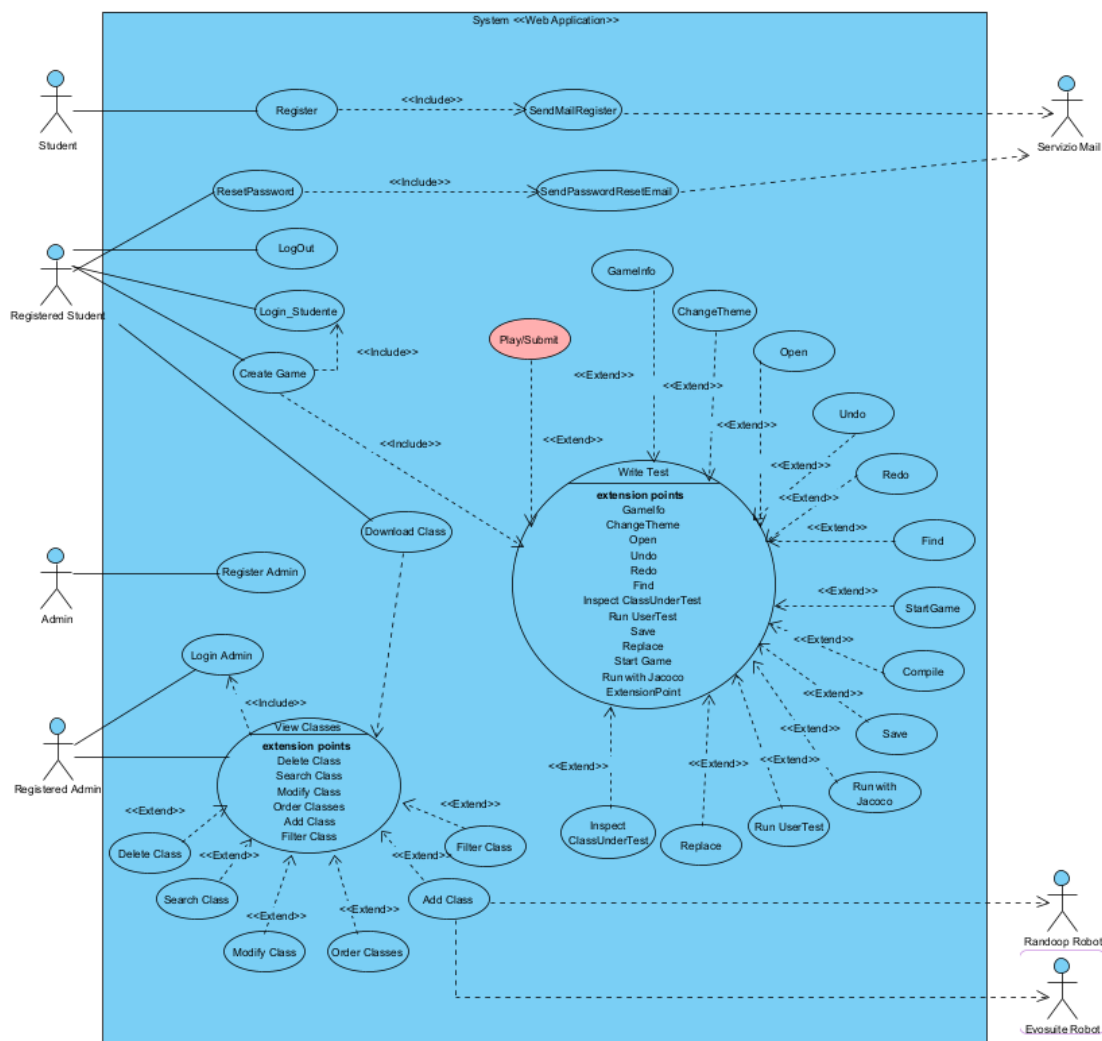 System <<Web Application>>
Register
<<Include>>
SendMailRegister
Student
Servizio Mail
ResetPassword
<<Include>>
SendPasswordResetEmail
LogOut
GameInfo
Registered Student
Login_Studente
ChangeTheme
Play/Submit
<<Include>>
Open
Create Game
<<Extend>>
<<Extend>>
Undo
<<Extend>>
<<Include>>
<<Extend>>
Write Test
<<Extend>>
Redo
extension points
GameIfo
ChangeTheme
Open
Undo
Redo
Find
Inspect ClassUnderTest
Run UserTest
Save
Replace
Start Game
Run with Jacoco
ExtensionPoint
<<Extend>>
<<Extend>>
Find
Download Class
Register Admin
Admin
<<Extend>>
StartGame
<<Extend>>
Compile
Login Admin
<<Include>>
<<Extend>>
Save
View Classes
extension points
Delete Class
Search Class
Modify Class
Order Classes
Add Class
Filter Class
Registered Admin
<<Extend>>
<<Extend>>
<<Extend>>
<<Extend>>
Run with
Jacoco
<<Extend>>
Delete Class
<<Extend>>
<<Extend>>
Filter Class
Inspect
ClassUnderTest
Replace
Run UserTest
Search Class
<<Extend>>
<<Extend>>
<<Extend>>
Add Class
Modify Class
Order Classes
Randoop Robot
Evosuite Robot